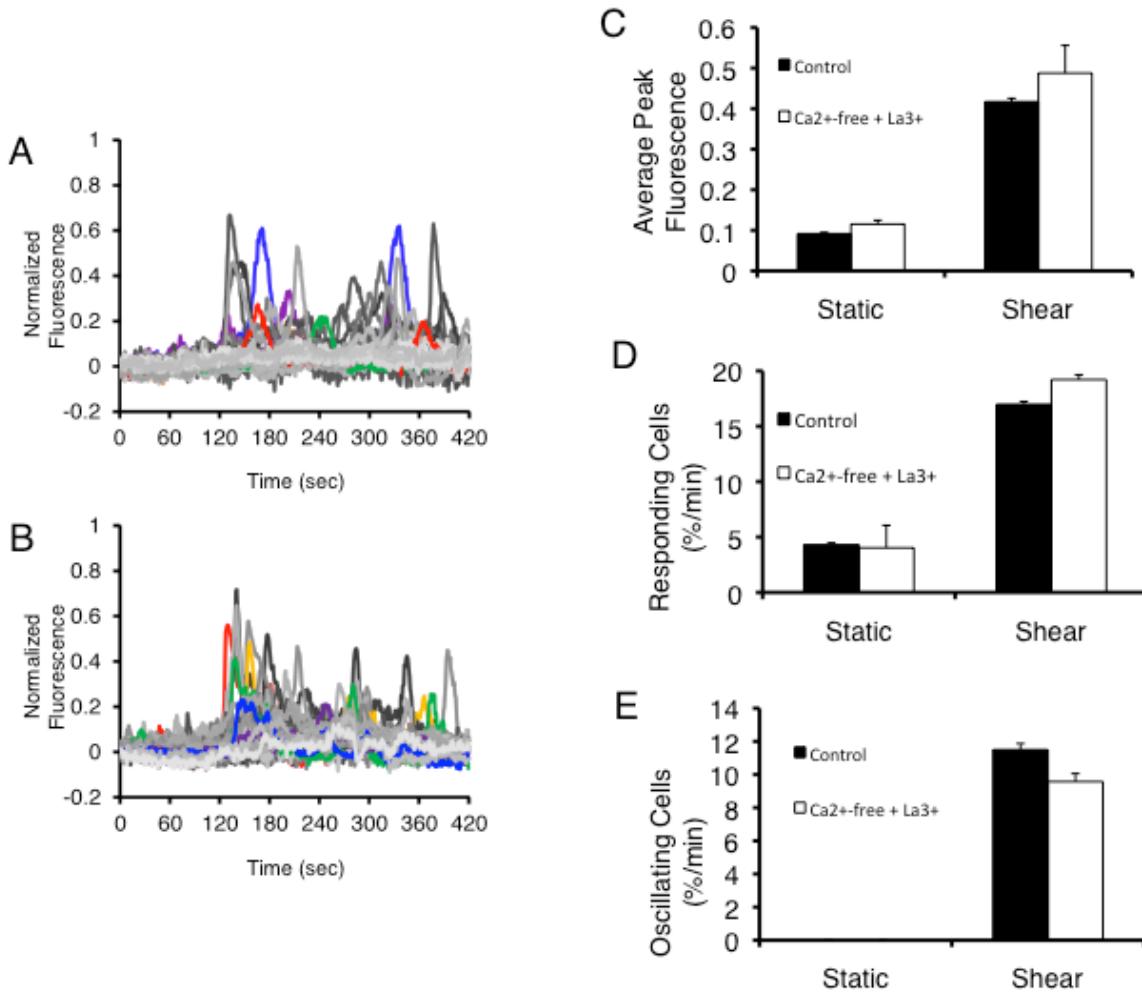 A
Normalized
Fluorescence
1
0.8
0.6
0.4
0.2
0
-0.2
0 60 120 180 240 300 360 420
Time (sec)
B
Normalized
Fluorescence
1
0.8
0.6
0.4
0.2
0
-0.2
0 60 120 180 240 300 360 420
Time (sec)
C
Average Peak
Fluorescence
0.6
0.5
0.4
0.3
0.2
0.1
0
Control
Ca2+-free + La3+
Static Shear
D
Responding Cells
(%/min)
20
15
10
5
0
Control
Ca2+-free + La3+
Static Shear
E
Oscillating Cells
(%/min)
14
12
10
8
6
4
2
0
Control
Ca2+-free + La3+
Static Shear